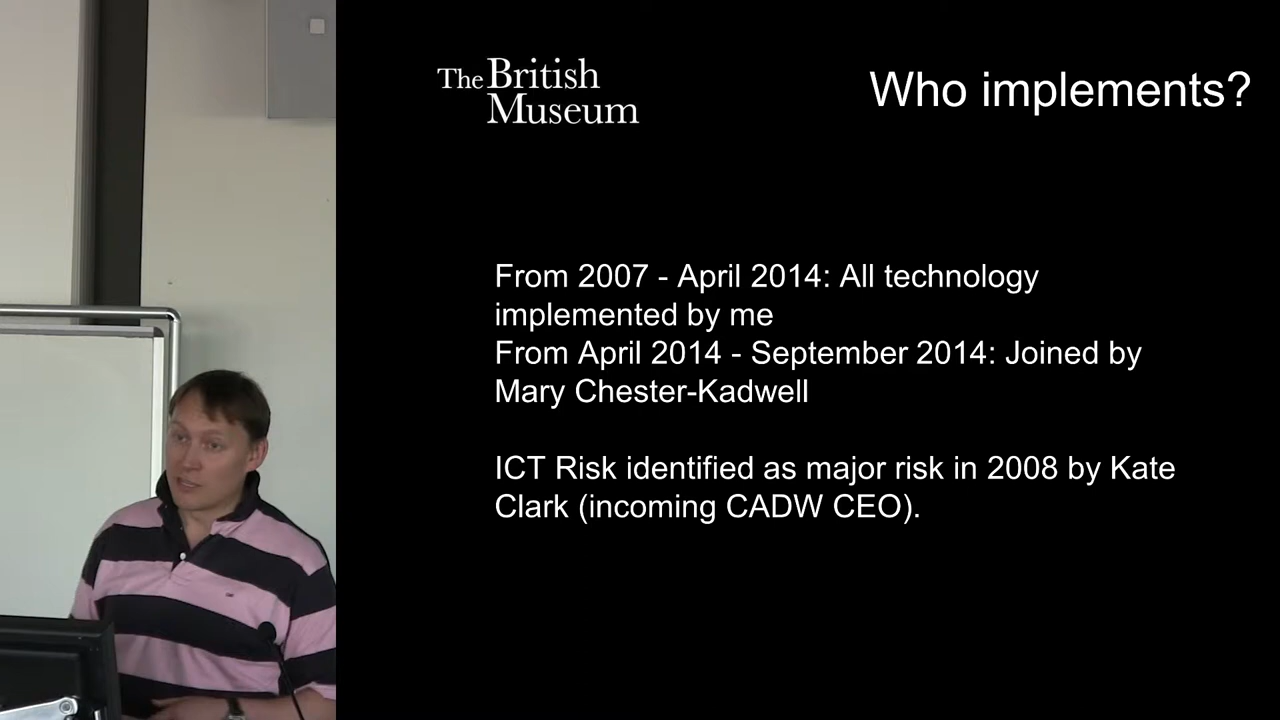 The British
Museum
Who implements?
From 2007 - April 2014: All technology
implemented by me
From April 2014 - September 2014: Joined by
Mary Chester-Kadwell
ICT Risk identified as major risk in 2008 by Kate
Clark (incoming CADW CEO).